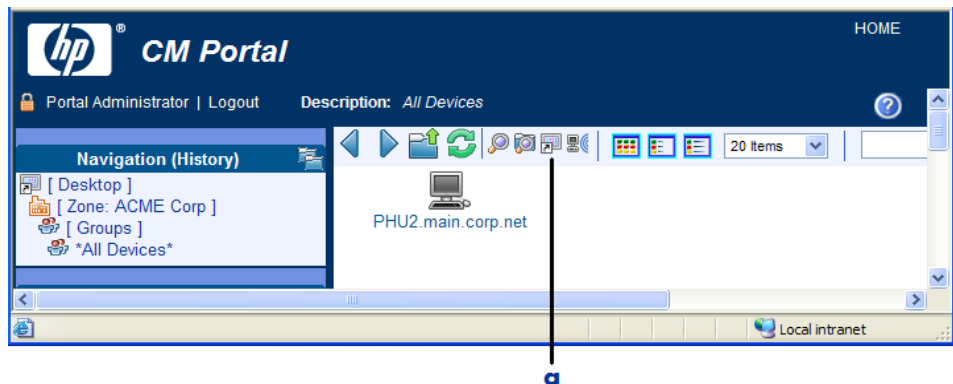 hp ® CM Portal
HOME
Portal Administrator | Logout Description: All Devices
Navigation (History)
20 Items
[ Desktop ]
[ Zone: ACME Corp ]
[ Groups ]
*All Devices*
PHU2.main.corp.net
Local intranet
a